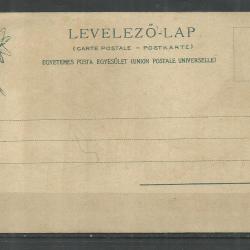 LEVELEZŐ-LAP
(CARTE POSTALE - POSTKARTE)
EGYETEMES POSTA EGYESÜLET (UNION POSTALE UNIVERSELLE)